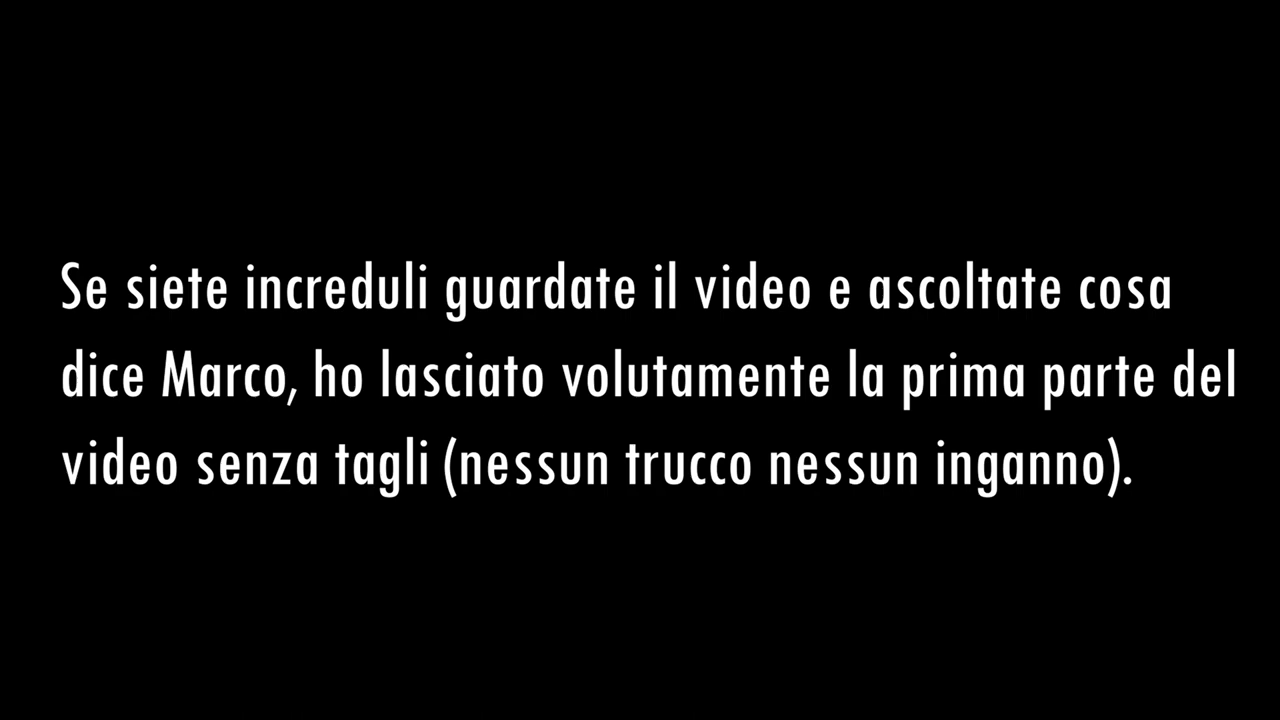 Se siete increduli guardate il video e ascoltate cosa
dice Marco, ho lasciato volutamente la prima parte del
video senza tagli (nessun trucco nessun inganno).